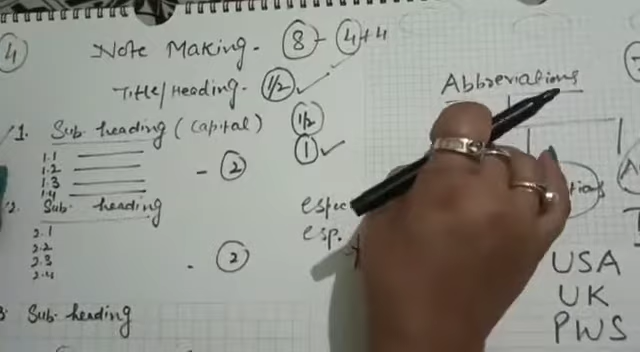 4
Note Making - 8 - 4+4
Title/Heading - 1/2 ✓
1. Sub heading (Capital) 1/2
1 ✓
1.1
1.2
1.3
1.4
- 2
2. Sub heading
2.1
2.2
2.3
2.4
- 2
3. Sub heading
Abbreviations
esp.
USA
UK
PWS